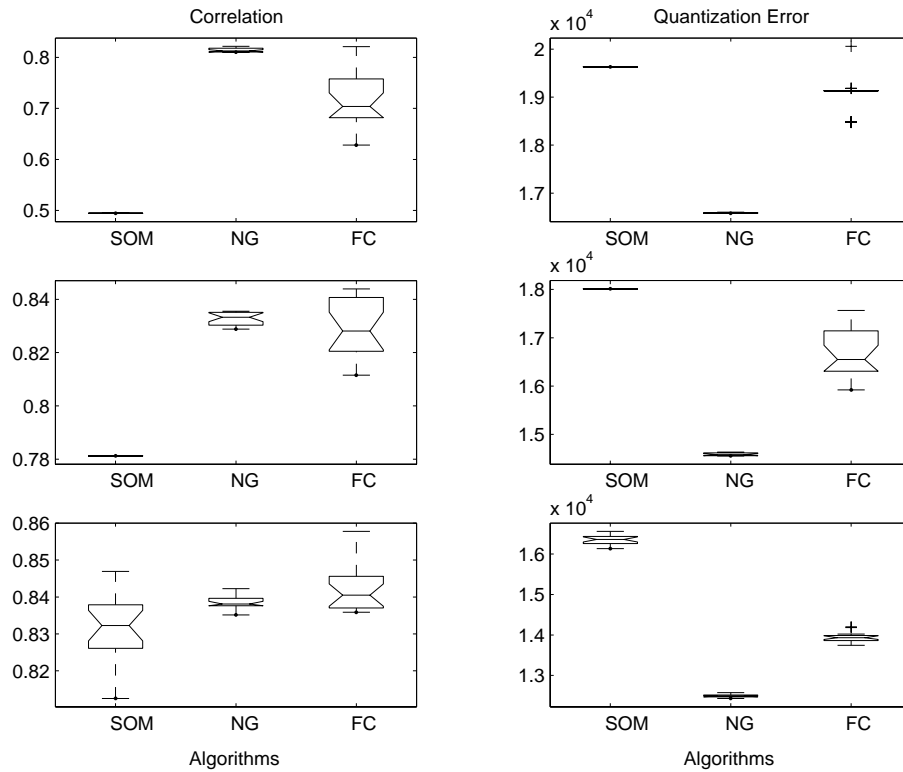 Correlation
0.8
0.7
0.6
0.5
SOM NG FC
Quantization Error
x 10^4
2
1.9
1.8
1.7
SOM NG FC
0.84
0.82
0.8
0.78
SOM NG FC
x 10^4
1.8
1.7
1.6
1.5
SOM NG FC
0.86
0.85
0.84
0.83
0.82
SOM NG FC
Algorithms
x 10^4
1.6
1.4
1.3
SOM NG FC
Algorithms